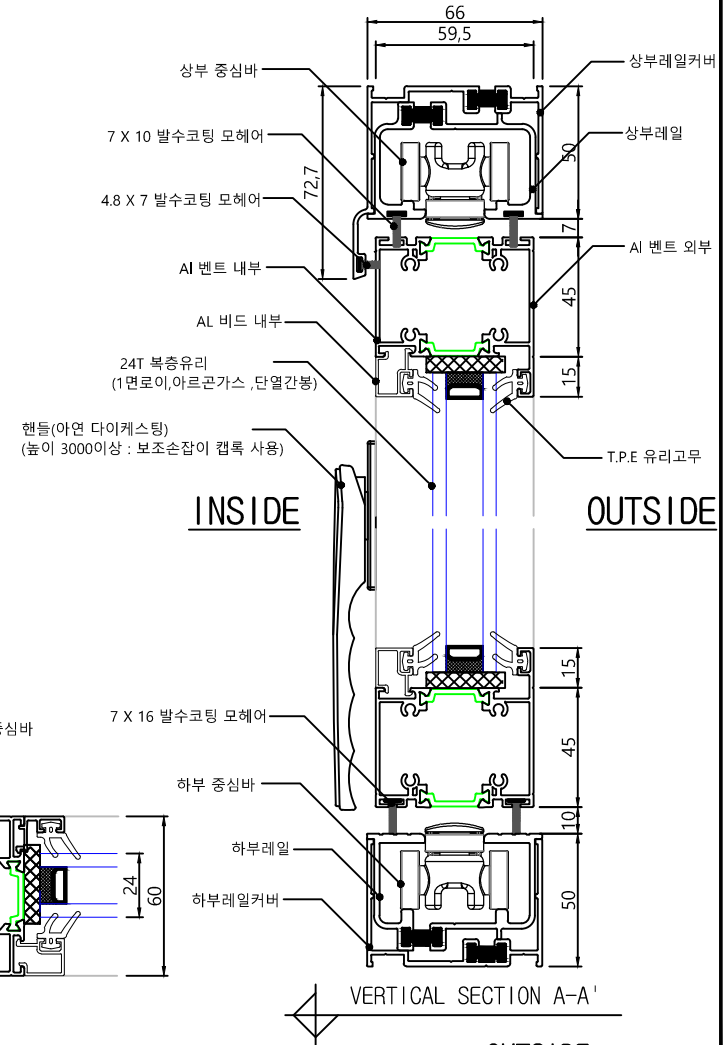 66
59,5
상부 중심바
상부레일커버
7 X 10 발수코팅 모헤어
상부레일
50
72,7
4.8 X 7 발수코팅 모헤어
7
Al 벤트 내부
Al 벤트 외부
45
AL 비드 내부
24T 복층유리
(1면로이,아르곤가스 ,단열간봉)
15
핸들(아연 다이케스팅)
(높이 3000이상 : 보조손잡이 캡록 사용)
T.P.E 유리고무
INSIDE
OUTSIDE
15
7 X 16 발수코팅 모헤어
45
중심바
하부 중심바
10
하부레일
24
60
하부레일커버
50
VERTICAL SECTION A-A'
OUTSIDE